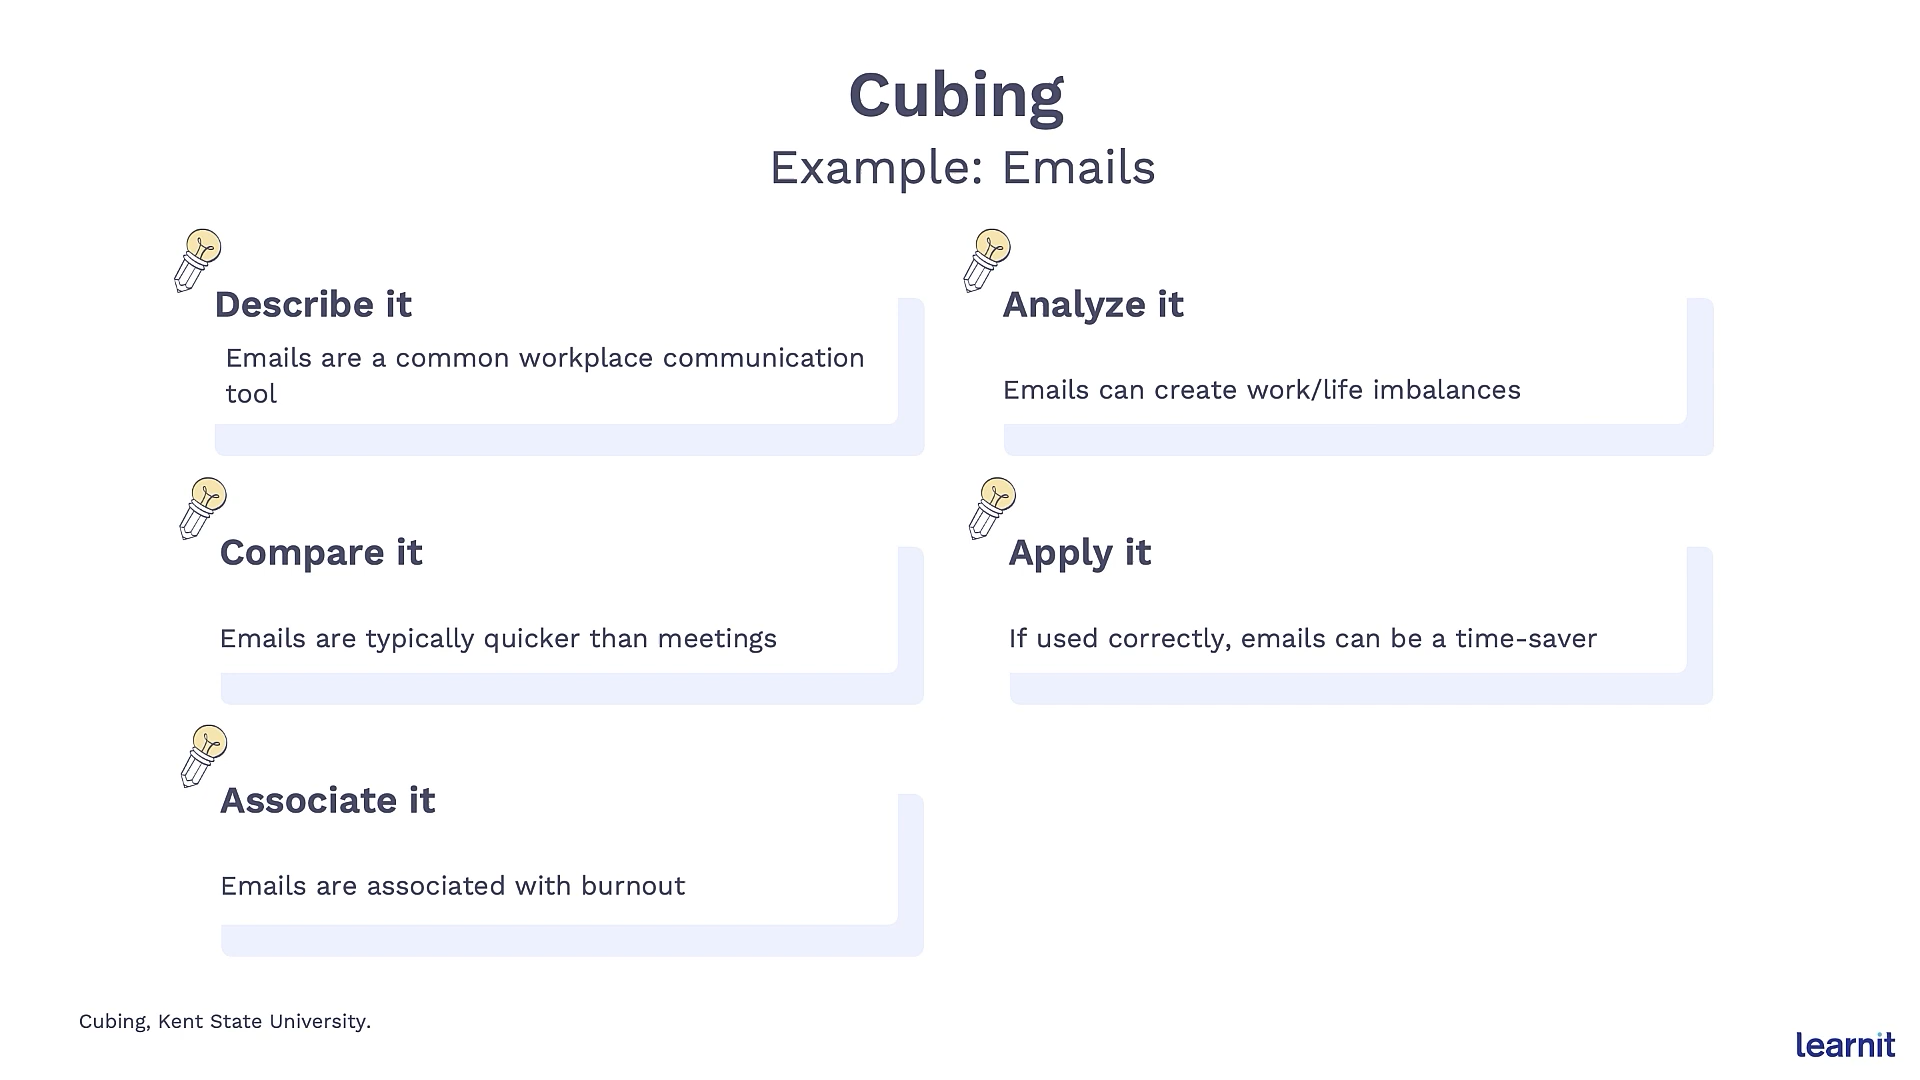 Cubing
Example: Emails
Describe it
Emails are a common workplace communication
tool
Analyze it
Emails can create work/life imbalances
Compare it
Emails are typically quicker than meetings
Apply it
If used correctly, emails can be a time-saver
Associate it
Emails are associated with burnout
Cubing, Kent State University.
learnit